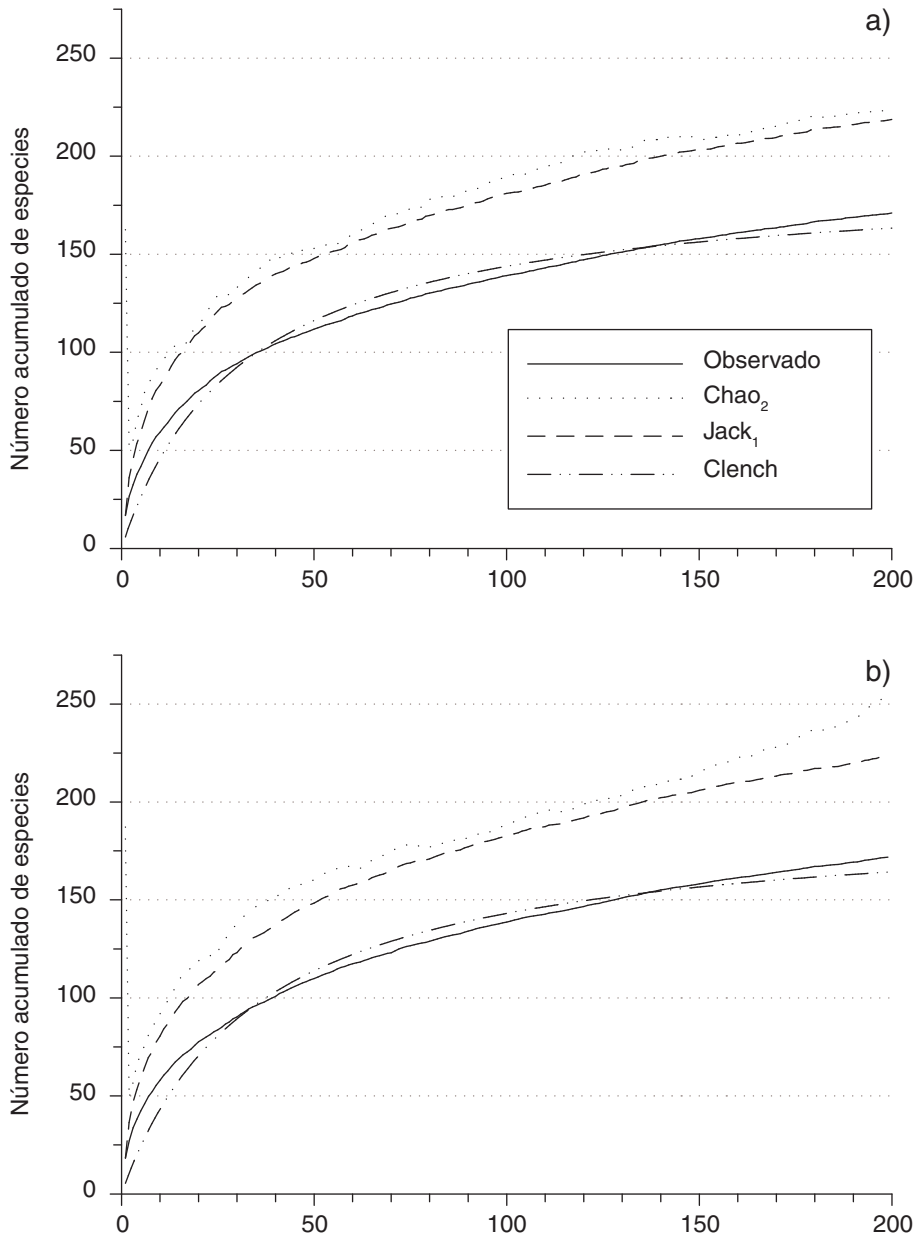 a)
Número acumulado de especies
250
200
150
100
50
0
Observado
Chao₂
Jack₁
Clench
0 50 100 150 200
b)
Número acumulado de especies
250
200
150
100
50
0
0 50 100 150 200